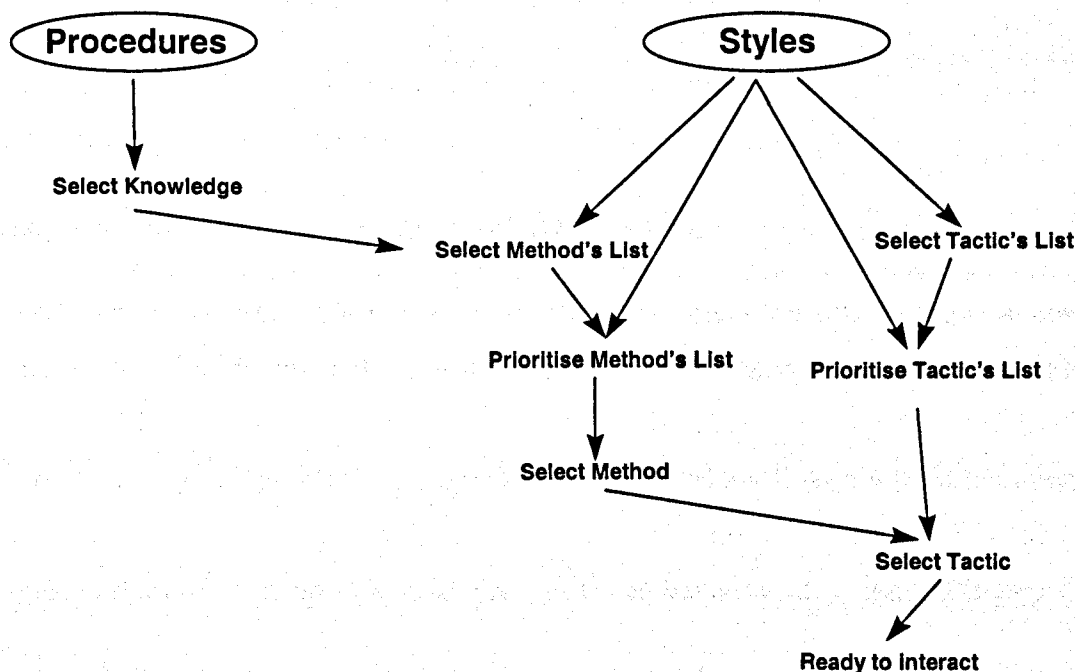 Procedures
Styles
Select Knowledge
Select Method's List
Select Tactic's List
Prioritise Method's List
Prioritise Tactic's List
Select Method
Select Tactic
Ready to Interact